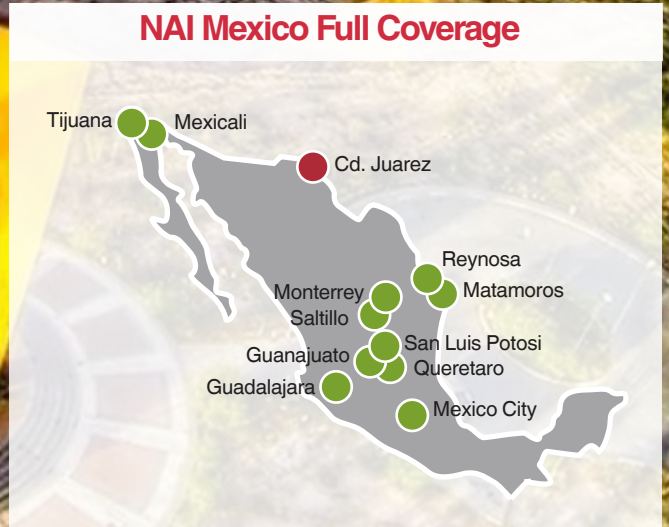 NAI Mexico Full Coverage
Tijuana
Mexicali
Cd. Juarez
Reynosa
Monterrey
Matamoros
Saltillo
San Luis Potosi
Guanajuato
Queretaro
Guadalajara
Mexico City